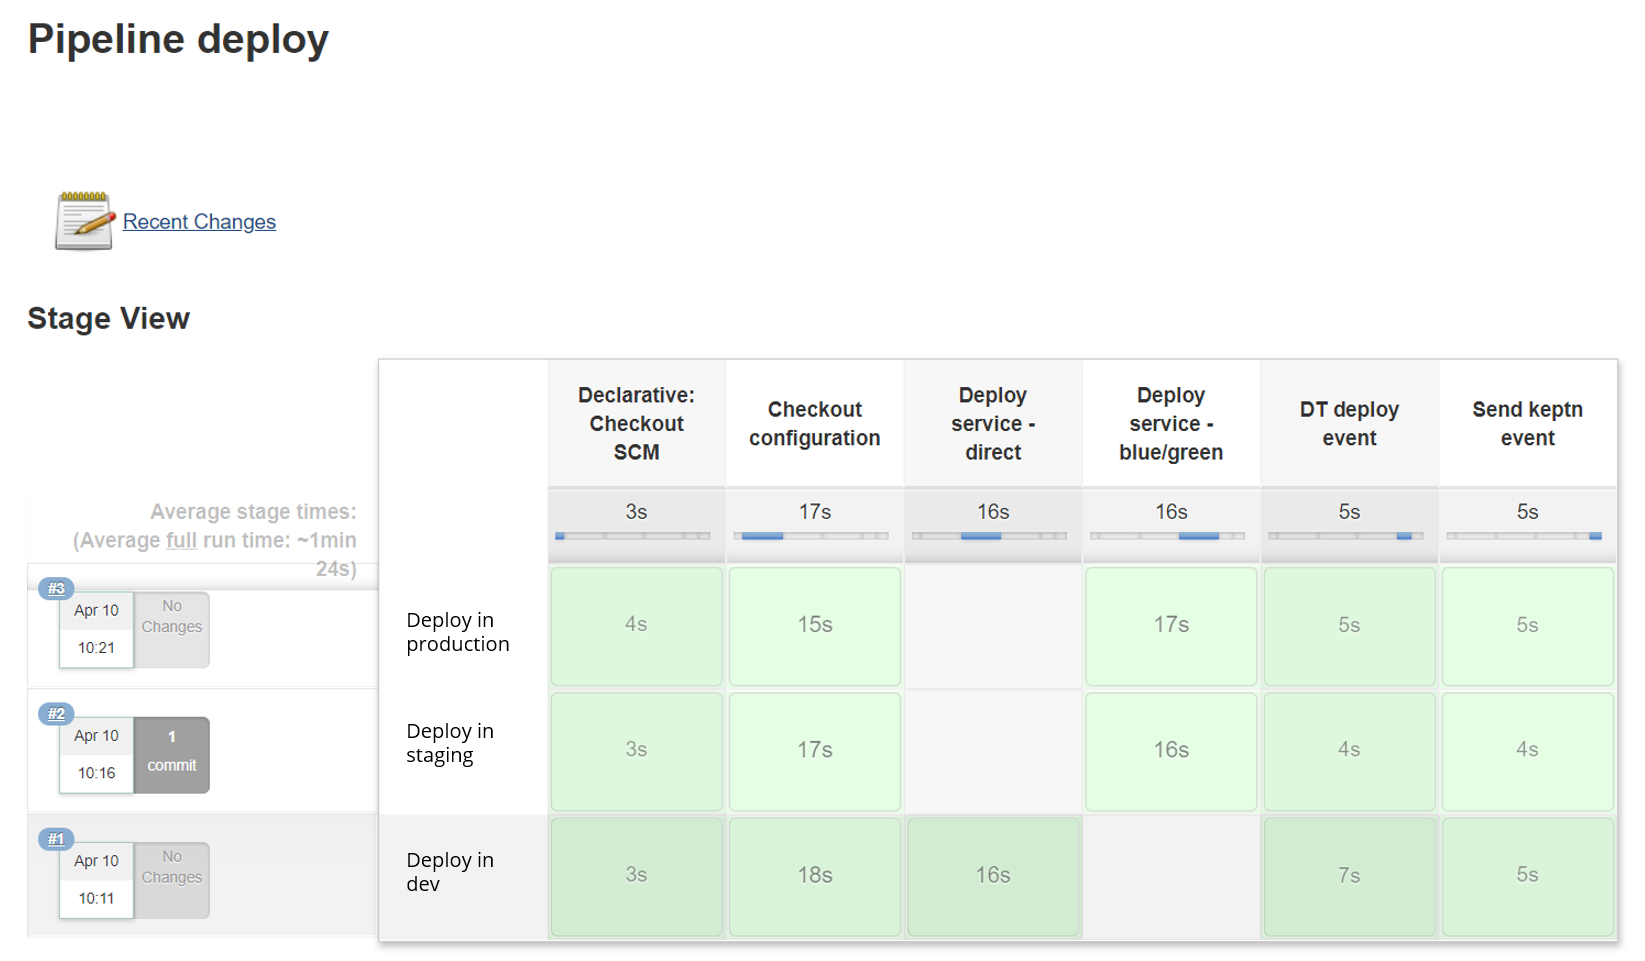 Pipeline deploy
Recent Changes
Stage View
Declarative:
Checkout
SCM
Checkout
configuration
Deploy
service -
direct
Deploy
service -
blue/green
DT deploy
event
Send keptn
event
Average stage times:
(Average full run time: ~1min
24s)
3s
17s
16s
16s
5s
5s
#3
Apr 10
10:21
No
Changes
Deploy in
production
4s
15s
17s
5s
5s
#2
Apr 10
10:16
1
commit
Deploy in
staging
3s
17s
16s
4s
4s
#1
Apr 10
10:11
No
Changes
Deploy in
dev
3s
18s
16s
7s
5s